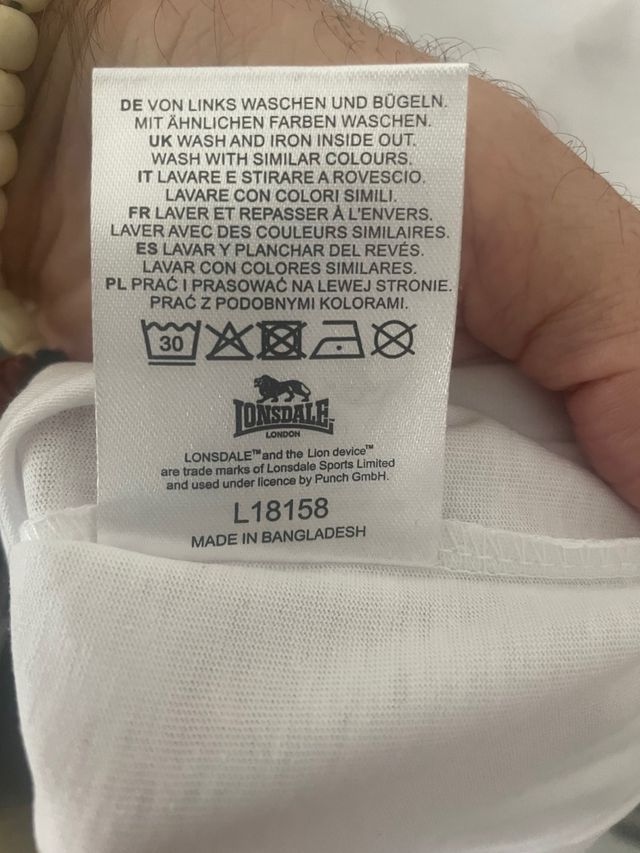 DE VON LINKS WASCHEN UND BÜGELN.
MIT ÄHNLICHEN FARBEN WASCHEN.
UK WASH AND IRON INSIDE OUT.
WASH WITH SIMILAR COLOURS.
IT LAVARE E STIRARE A ROVESCIO.
LAVARE CON COLORI SIMILI.
FR LAVER ET REPASSER À L'ENVERS.
LAVER AVEC DES COULEURS SIMILAIRES.
ES LAVAR Y PLANCHAR DEL REVÉS.
LAVAR CON COLORES SIMILARES.
PL PRAĆ I PRASOWAĆ NA LEWEJ STRONIE.
PRAĆ Z PODOBNYMI KOLORAMI.
30
LONSDALE
LONDON
LONSDALE™ and the Lion device™
are trade marks of Lonsdale Sports Limited
and used under licence by Punch GmbH.
L18158
MADE IN BANGLADESH